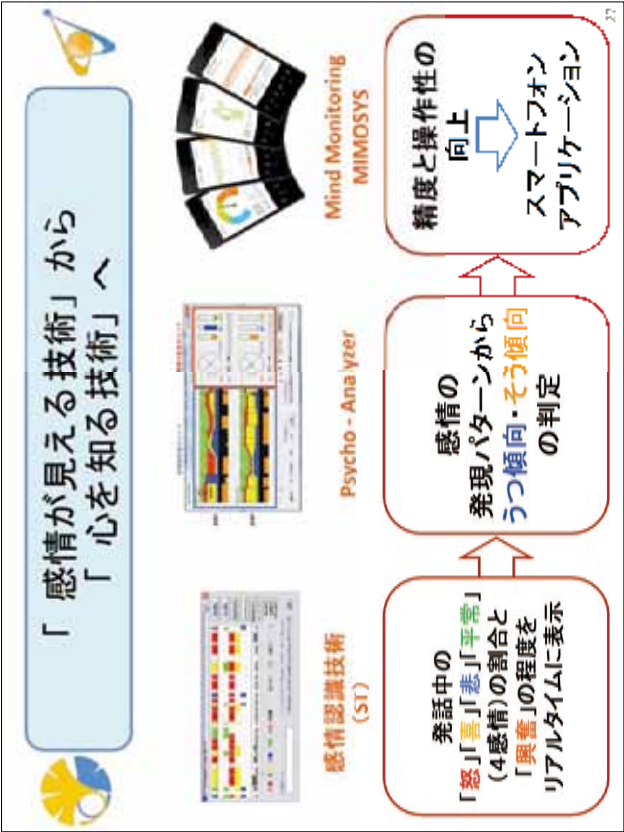 「 感情が見える技術」から
「 心を知る技術」へ
感情認識技術
（ST）
発話中の
「怒」「喜」「悲」「平常」
（4感情）の割合と
「興奮」の程度を
リアルタイムに表示
Psycho - Analyzer
感情の
発現パターンから
うつ傾向・そう傾向
の判定
Mind Monitoring
MIMOSYS
精度と操作性の
向上
スマートフォン
アプリケーション
27